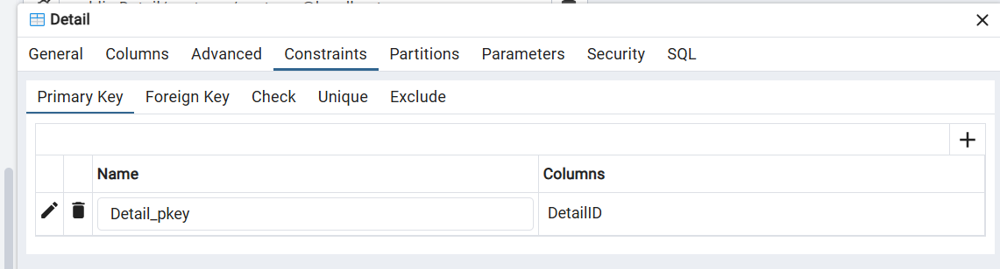 Detail
General Columns Advanced Constraints Partitions Parameters Security SQL
Primary Key Foreign Key Check Unique Exclude
Name Columns
Detail_pkey DetailID